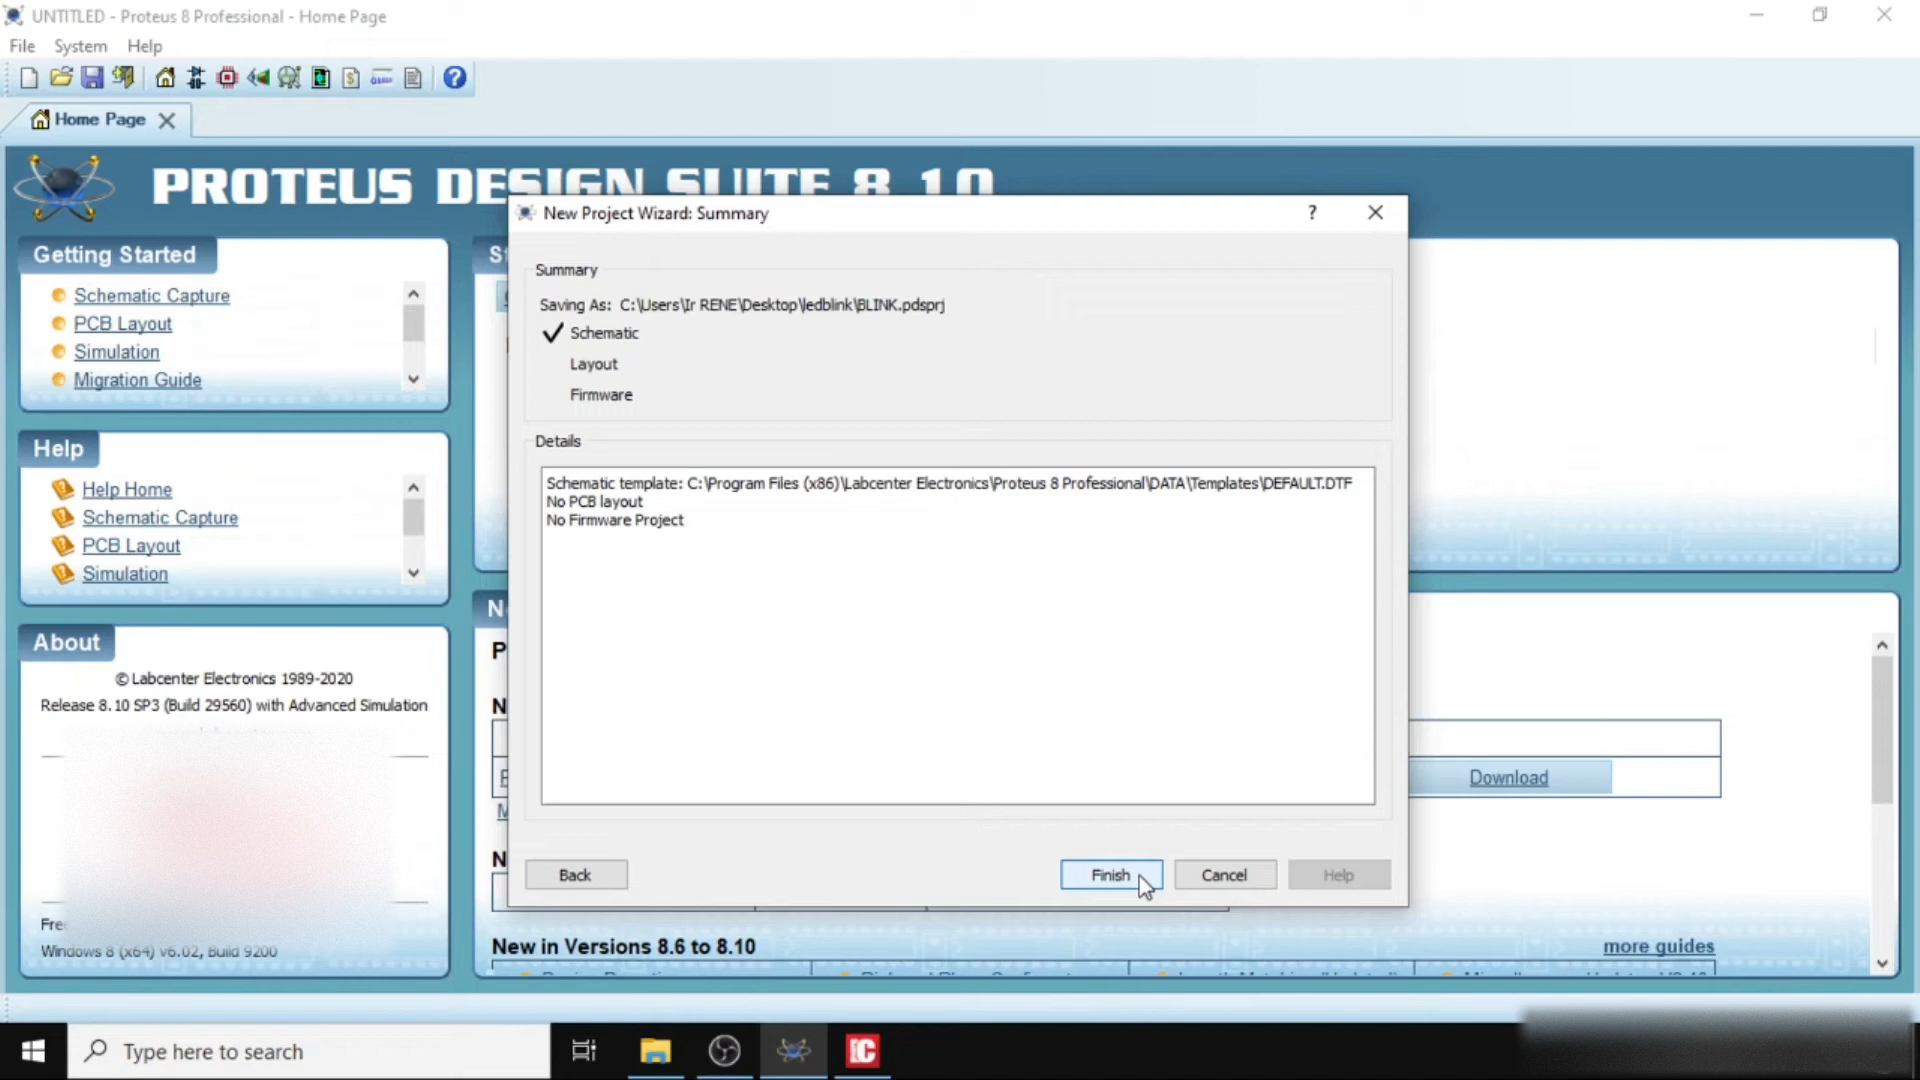 UNTITLED - Proteus 8 Professional - Home Page
File System Help
Home Page
PROTEUS DESIGN SUITE 8.10
New Project Wizard: Summary
?
Getting Started
Schematic Capture
PCB Layout
Simulation
Migration Guide
Help
Help Home
Schematic Capture
PCB Layout
Simulation
About
© Labcenter Electronics 1989-2020
Release 8.10 SP3 (Build 29560) with Advanced Simulation
Windows 8 (x64) v6.02, Build 9200
Summary
Saving As: C:\Users\Ir RENE\Desktop\ledblink\BLINK.pdsprj
Schematic
Layout
Firmware
Details
Schematic template: C:\Program Files (x86)\Labcenter Electronics\Proteus 8 Professional\DATA\Templates\DEFAULT.DTF
No PCB layout
No Firmware Project
Back
Finish
Cancel
Help
Download
New in Versions 8.6 to 8.10
more guides
Type here to search